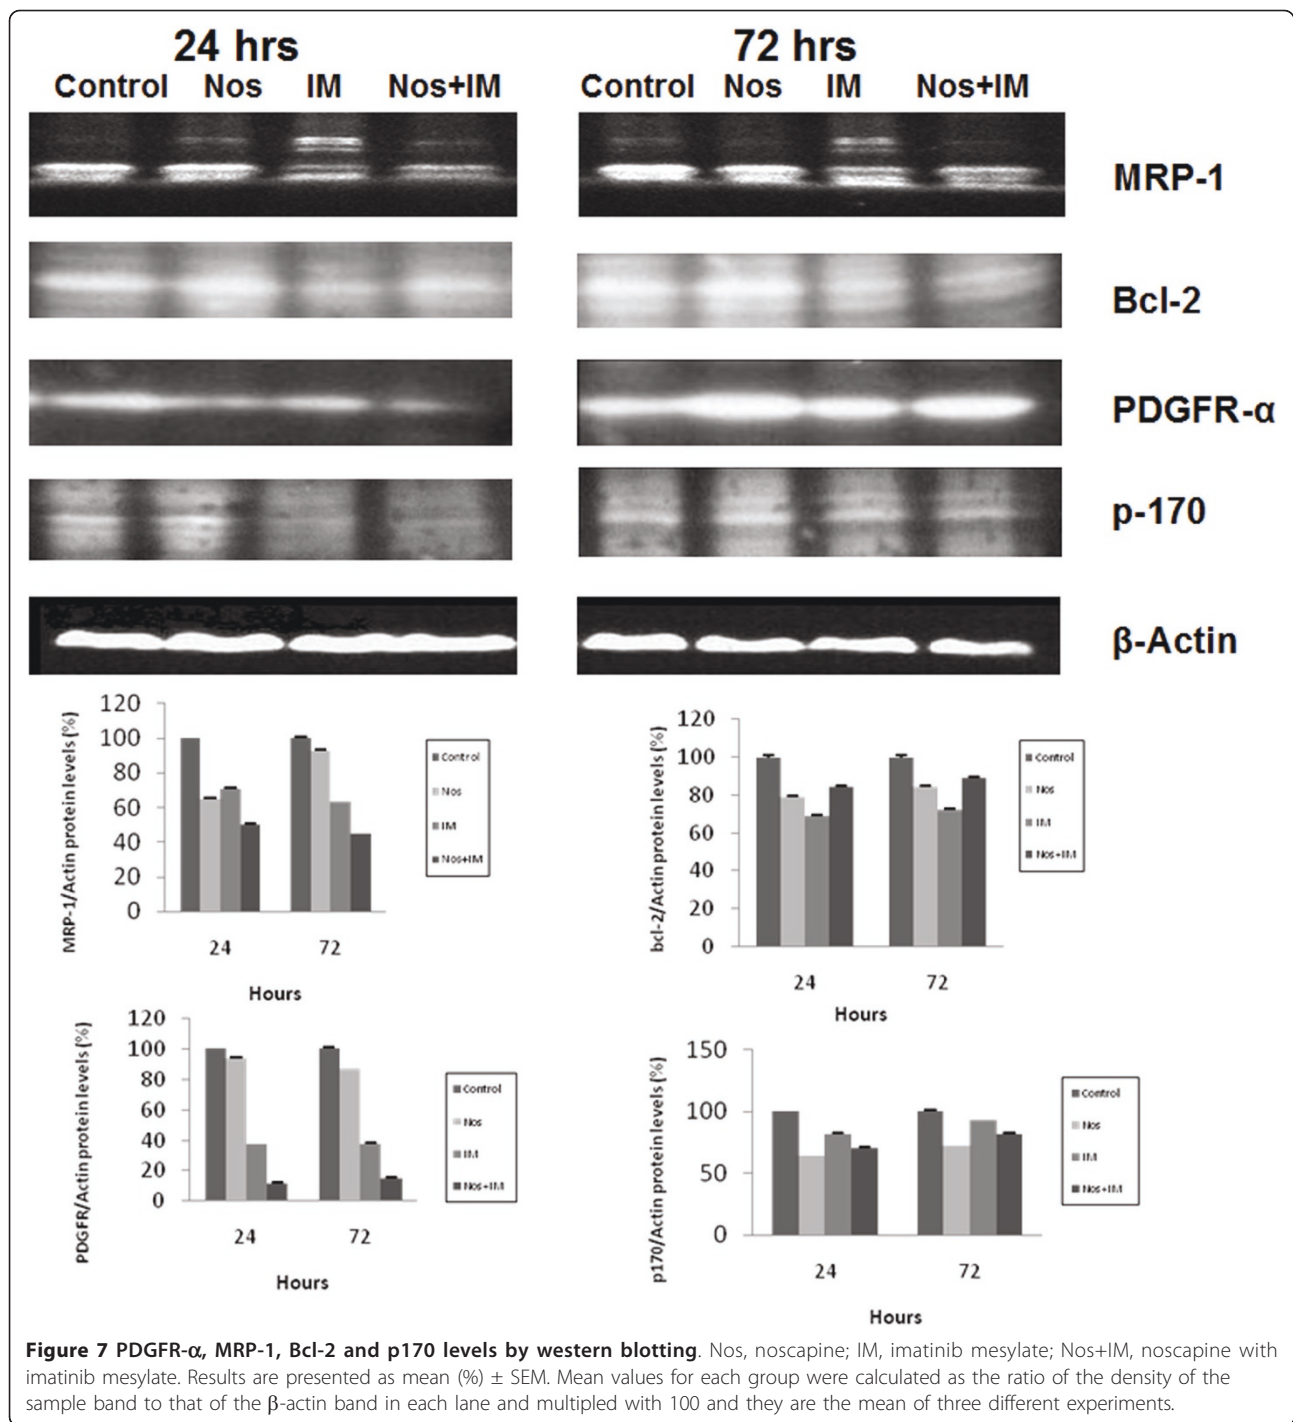 24 hrs 72 hrs
Control Nos IM Nos+IM Control Nos IM Nos+IM
MRP-1
Bcl-2
PDGFR-α
p-170
β-Actin
MRP-1/Actin protein levels (%)
120
100
80
60
40
20
0
24 72
Hours
Control
Nos
IM
Nos+IM
bcl-2/Actin protein levels (%)
120
100
80
60
40
20
0
24 72
Hours
Control
Nos
IM
Nos+IM
PDGFR/Actin protein levels (%)
120
100
80
60
40
20
0
24 72
Hours
Control
Nos
IM
Nos+IM
p170/Actin protein levels (%)
150
100
50
0
24 72
Hours
Control
Nos
IM
Nos+IM
Figure 7 PDGFR-α, MRP-1, Bcl-2 and p170 levels by western blotting. Nos, noscapine; IM, imatinib mesylate; Nos+IM, noscapine with
imatinib mesylate. Results are presented as mean (%) ± SEM. Mean values for each group were calculated as the ratio of the density of the
sample band to that of the β-actin band in each lane and multipled with 100 and they are the mean of three different experiments.